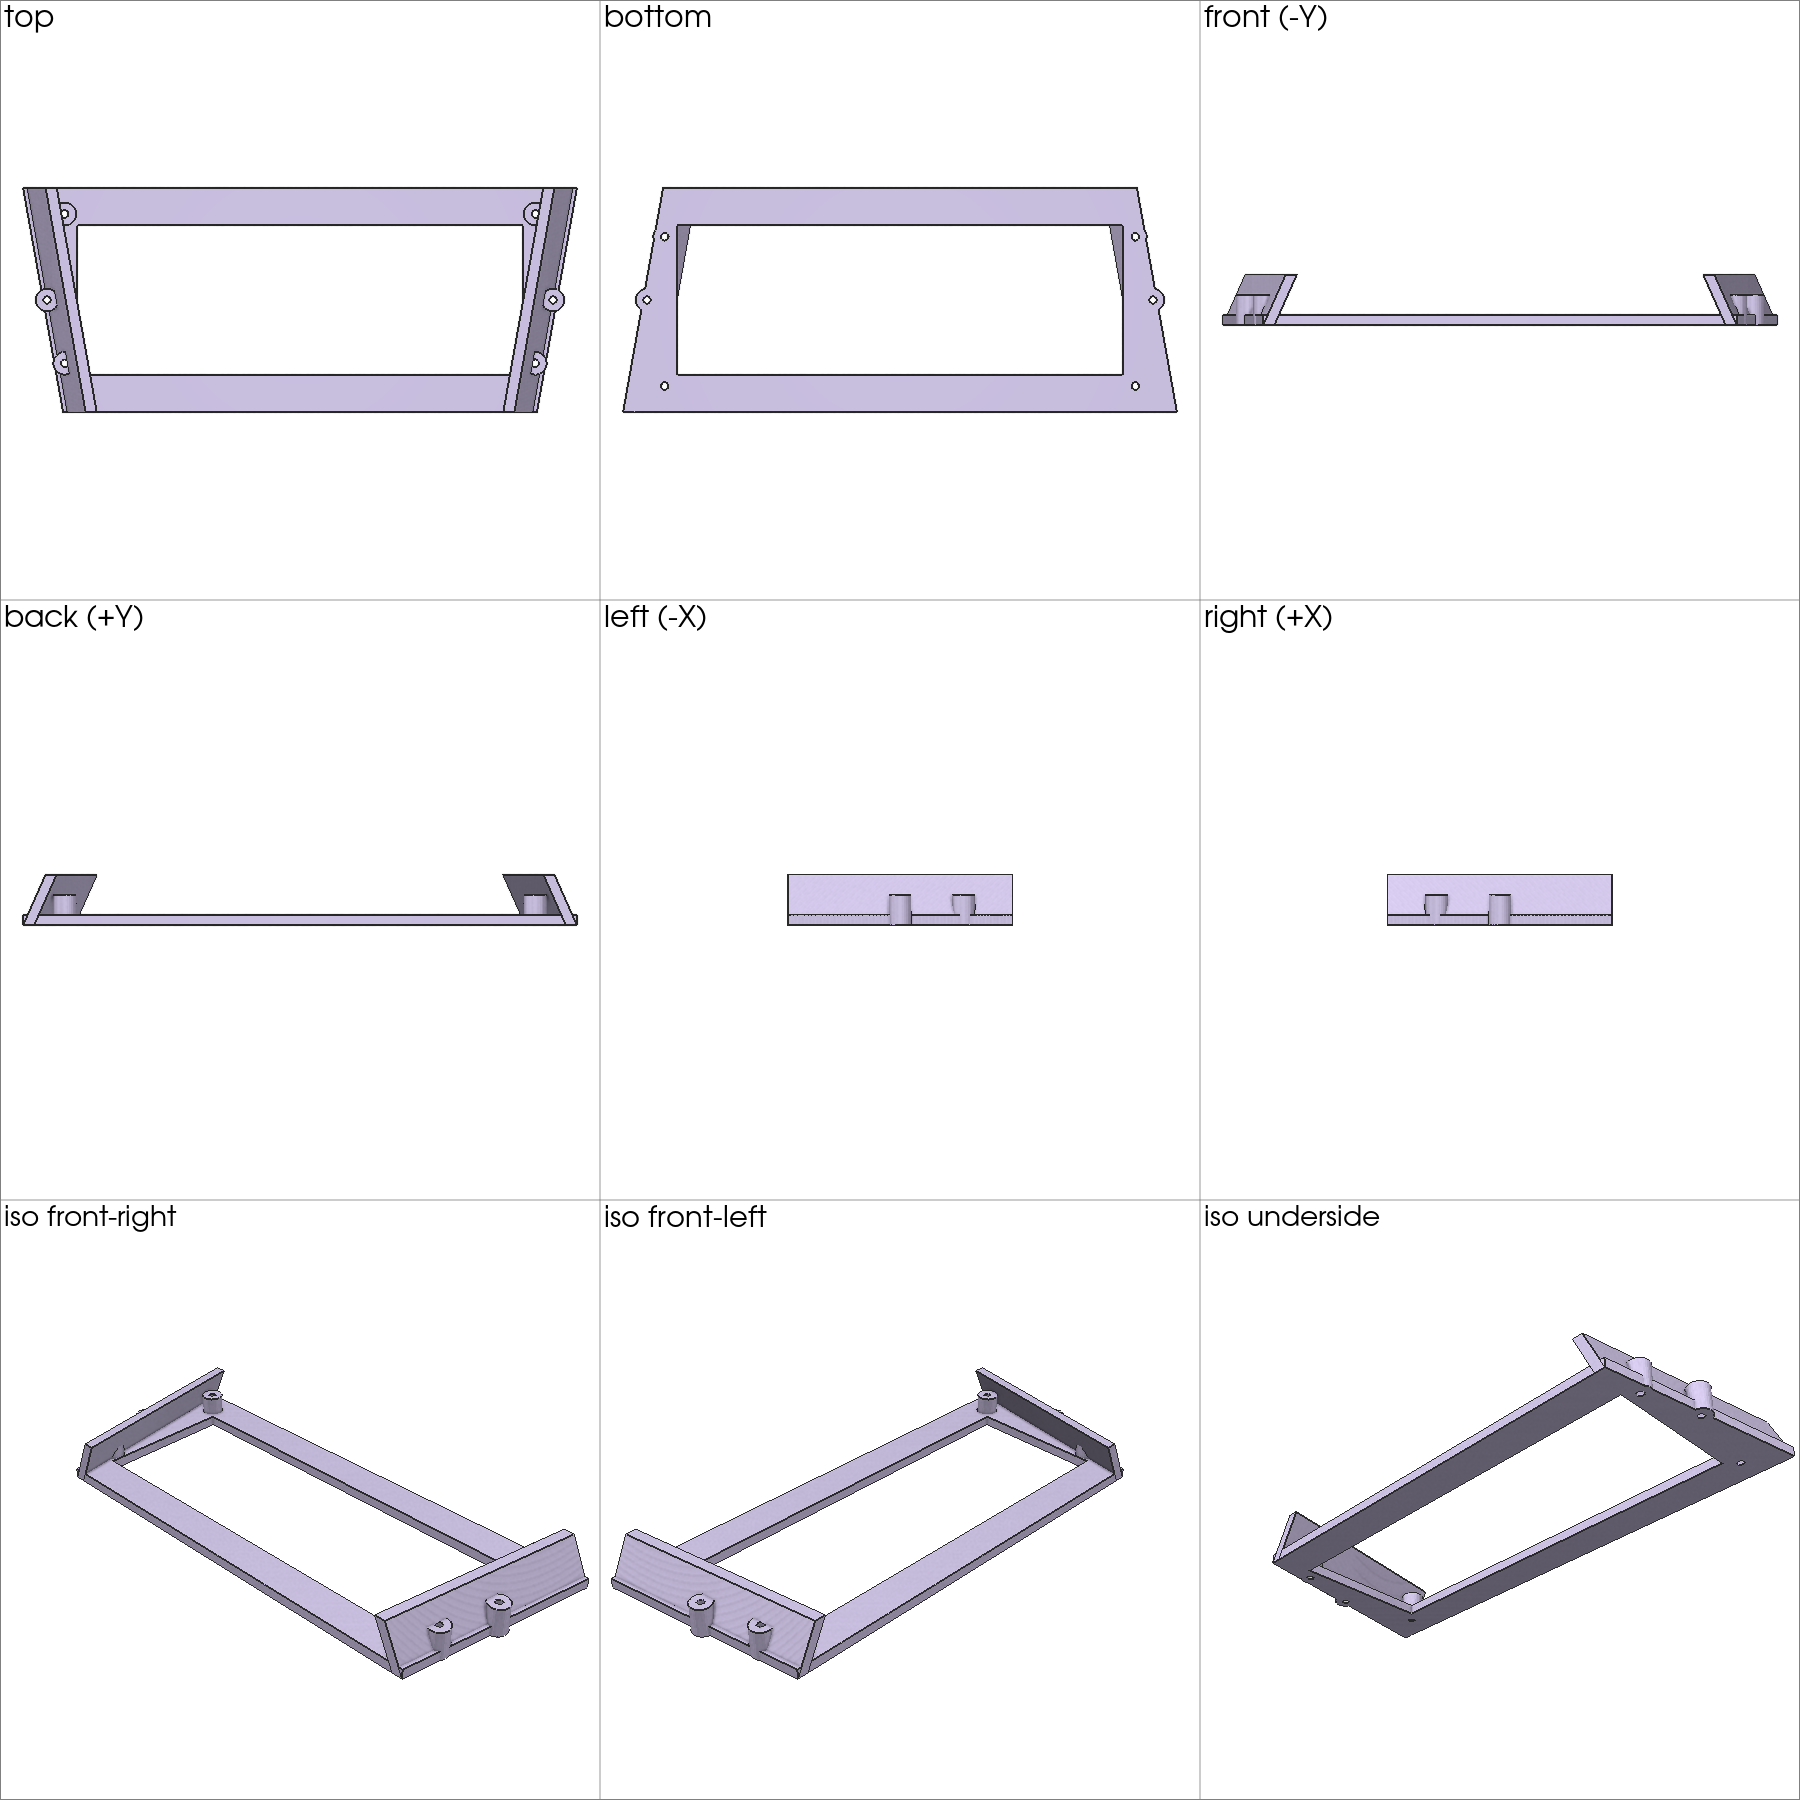 top
bottom
front (-Y)
back (+Y)
left (-X)
right (+X)
iso front-right
iso front-left
iso underside